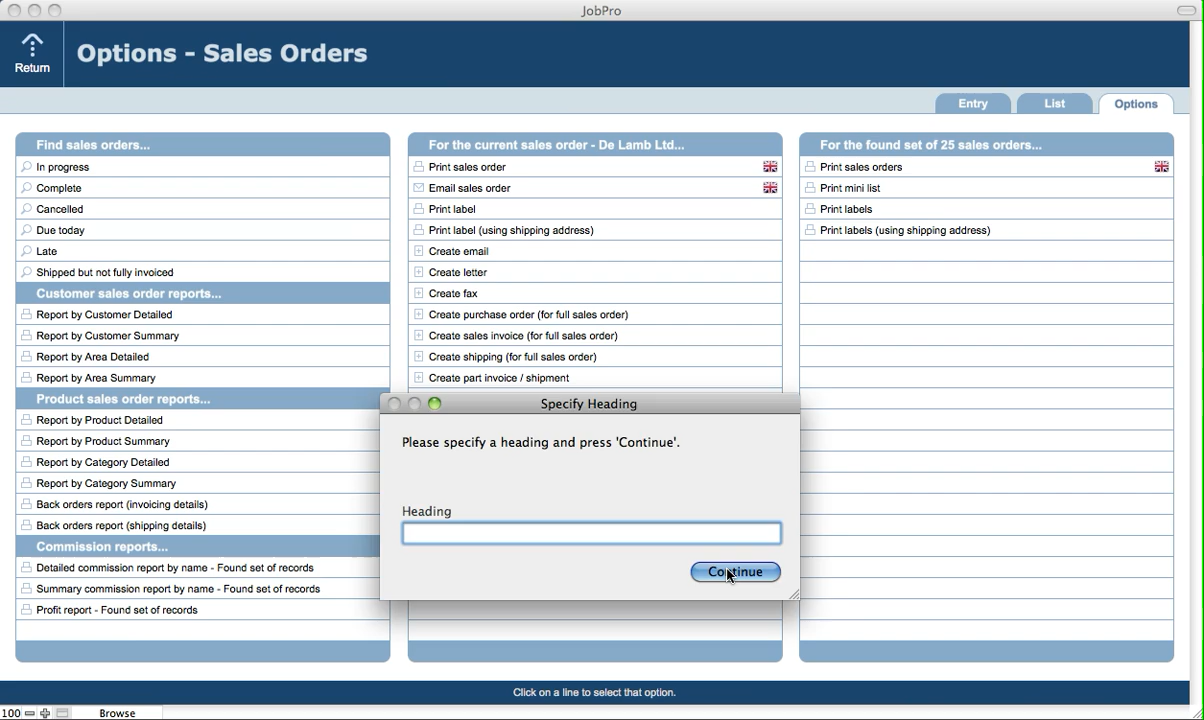 JobPro
Return
Options - Sales Orders
Entry
List
Options
Find sales orders...
In progress
Complete
Cancelled
Due today
Late
Shipped but not fully invoiced
Customer sales order reports...
Report by Customer Detailed
Report by Customer Summary
Report by Area Detailed
Report by Area Summary
Product sales order reports...
Report by Product Detailed
Report by Product Summary
Report by Category Detailed
Report by Category Summary
Back orders report (invoicing details)
Back orders report (shipping details)
Commission reports...
Detailed commission report by name - Found set of records
Summary commission report by name - Found set of records
Profit report - Found set of records
For the current sales order - De Lamb Ltd...
Print sales order
Email sales order
Print label
Print label (using shipping address)
Create email
Create letter
Create fax
Create purchase order (for full sales order)
Create sales invoice (for full sales order)
Create shipping (for full sales order)
Create part invoice / shipment
For the found set of 25 sales orders...
Print sales orders
Print mini list
Print labels
Print labels (using shipping address)
Specify Heading
Please specify a heading and press 'Continue'.
Heading
Continue
Click on a line to select that option.
100
Browse